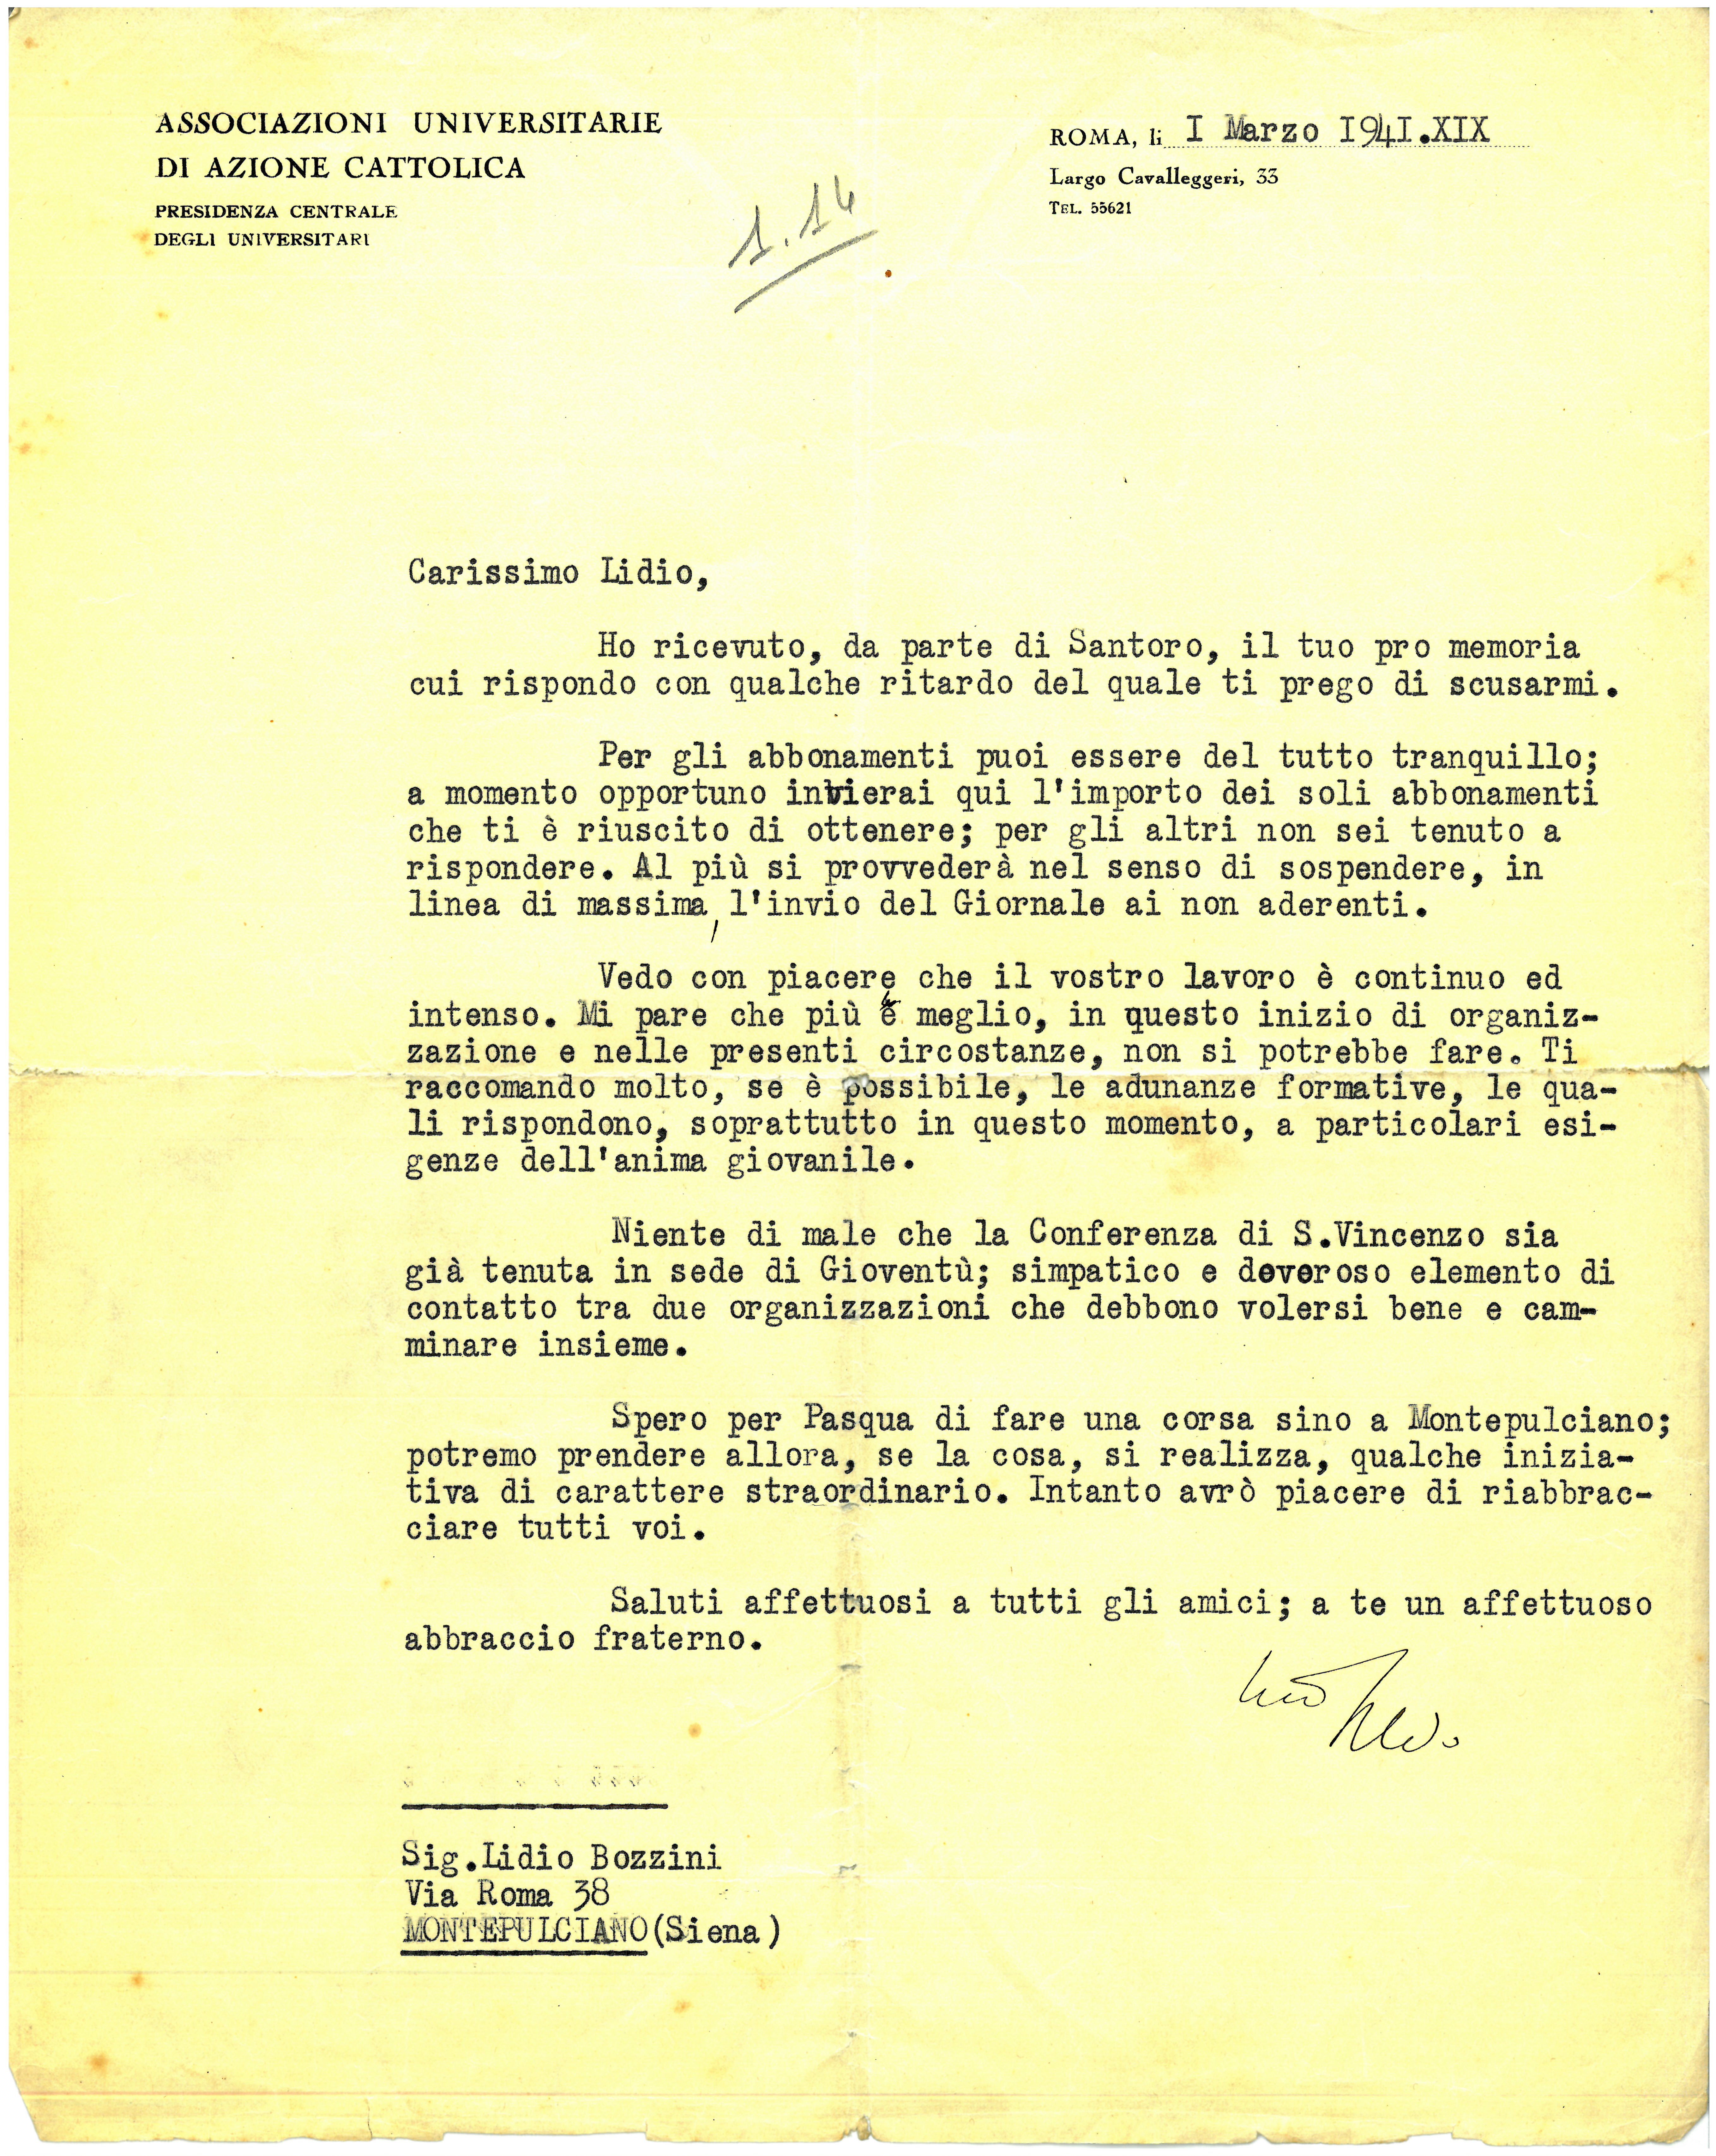 ASSOCIAZIONI UNIVERSITARIE
DI AZIONE CATTOLICA
PRESIDENZA CENTRALE
DEGLI UNIVERSITARI
ROMA, li I Marzo I94I.XIX
Largo Cavalleggeri, 33
TEL. 55621
1.14
Carissimo Lidio,
Ho ricevuto, da parte di Santoro, il tuo pro memoria
cui rispondo con qualche ritardo del quale ti prego di scusarmi.
Per gli abbonamenti puoi essere del tutto tranquillo;
a momento opportuno invierai qui l'importo dei soli abbonamenti
che ti è riuscito di ottenere; per gli altri non sei tenuto a
rispondere. Al più si provvederà nel senso di sospendere, in
linea di massima, l'invio del Giornale ai non aderenti.
Vedo con piacere che il vostro lavoro è continuo ed
intenso. Mi pare che più e meglio, in questo inizio di organiz-
zazione e nelle presenti circostanze, non si potrebbe fare. Ti
raccomando molto, se è possibile, le adunanze formative, le qua-
li rispondono, soprattutto in questo momento, a particolari esi-
genze dell'anima giovanile.
Niente di male che la Conferenza di S.Vincenzo sia
già tenuta in sede di Gioventù; simpatico e doveroso elemento di
contatto tra due organizzazioni che debbono volersi bene e cam-
minare insieme.
Spero per Pasqua di fare una corsa sino a Montepulciano;
potremo prendere allora, se la cosa, si realizza, qualche inizia-
tiva di carattere straordinario. Intanto avrò piacere di riabbrac-
ciare tutti voi.
Saluti affettuosi a tutti gli amici; a te un affettuoso
abbraccio fraterno.
Sig.Lidio Bozzini
Via Roma 38
MONTEPULCIANO(Siena)